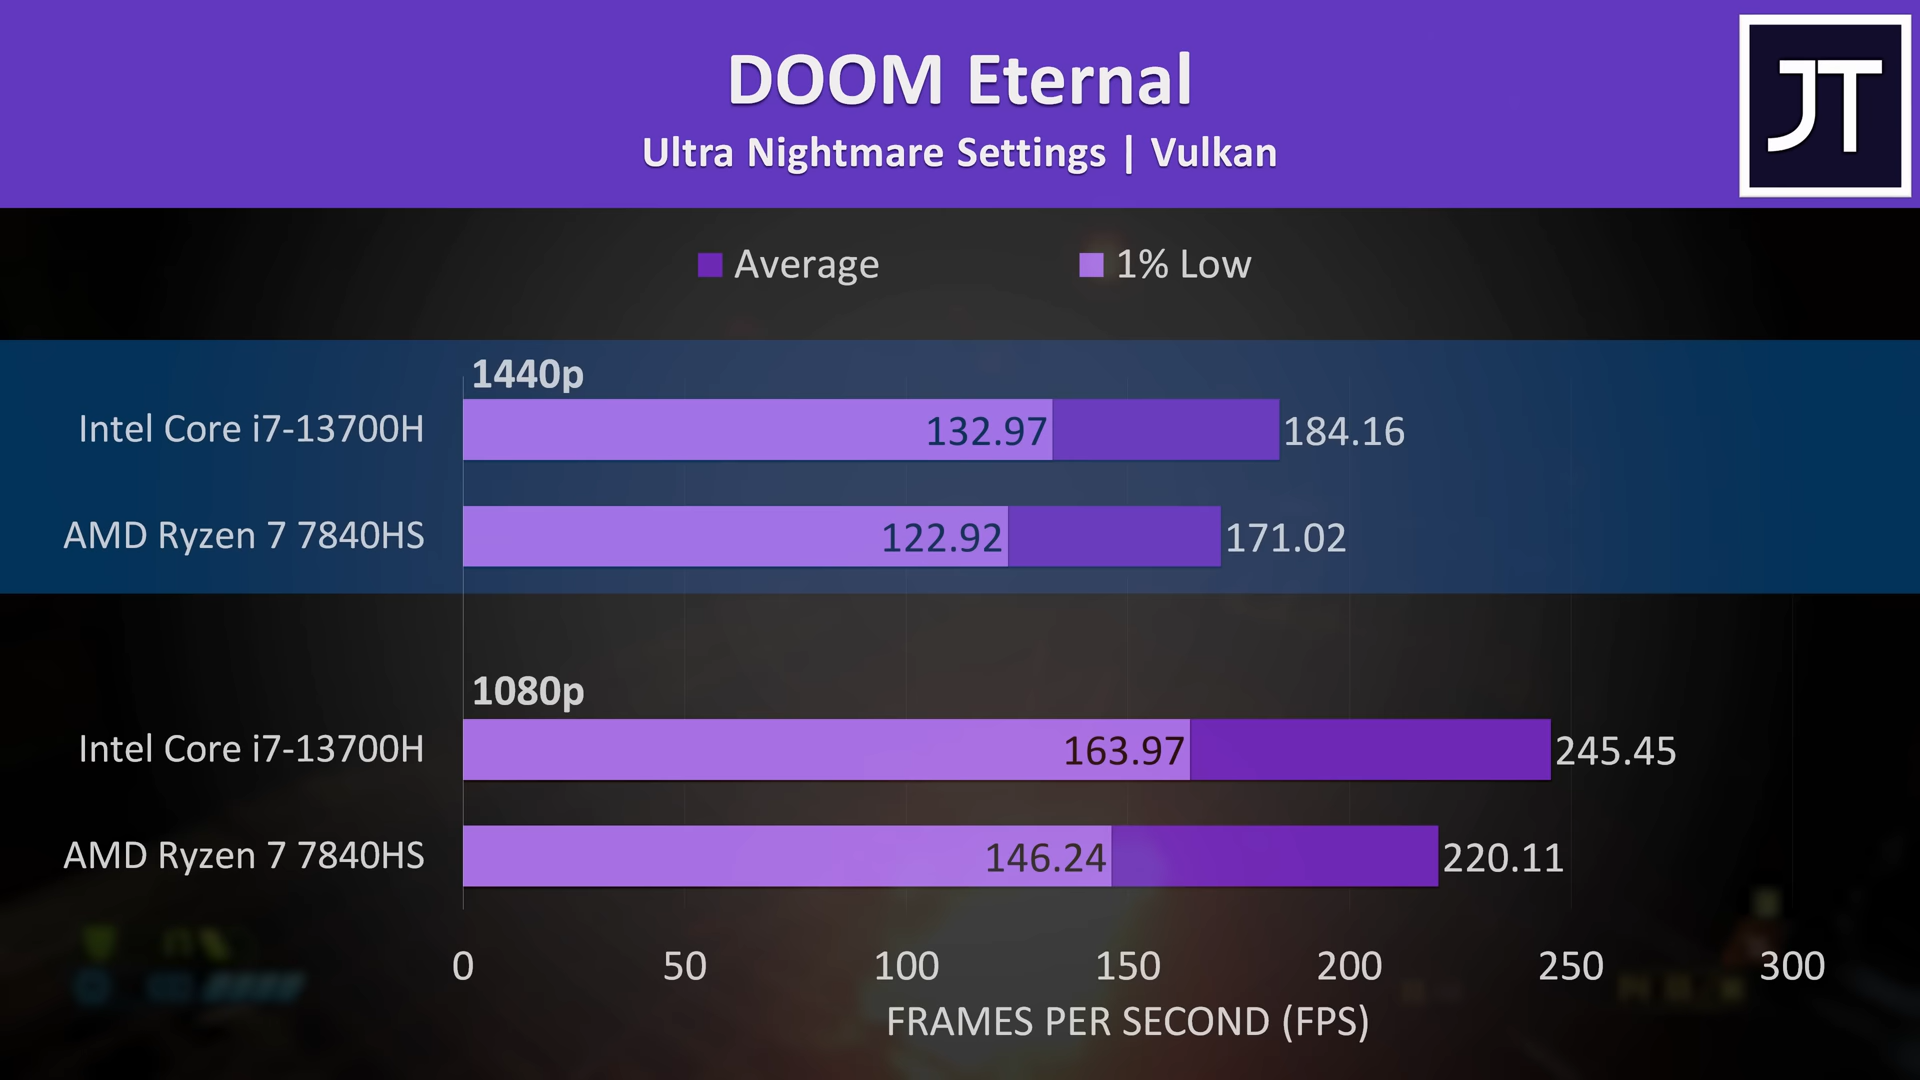 DOOM Eternal
JT
Ultra Nightmare Settings | Vulkan
Average 1% Low
1440p
Intel Core i7-13700H 132.97 184.16
AMD Ryzen 7 7840HS 122.92 171.02
1080p
Intel Core i7-13700H 163.97 245.45
AMD Ryzen 7 7840HS 146.24 220.11
0 50 100 150 200 250 300
FRAMES PER SECOND (FPS)